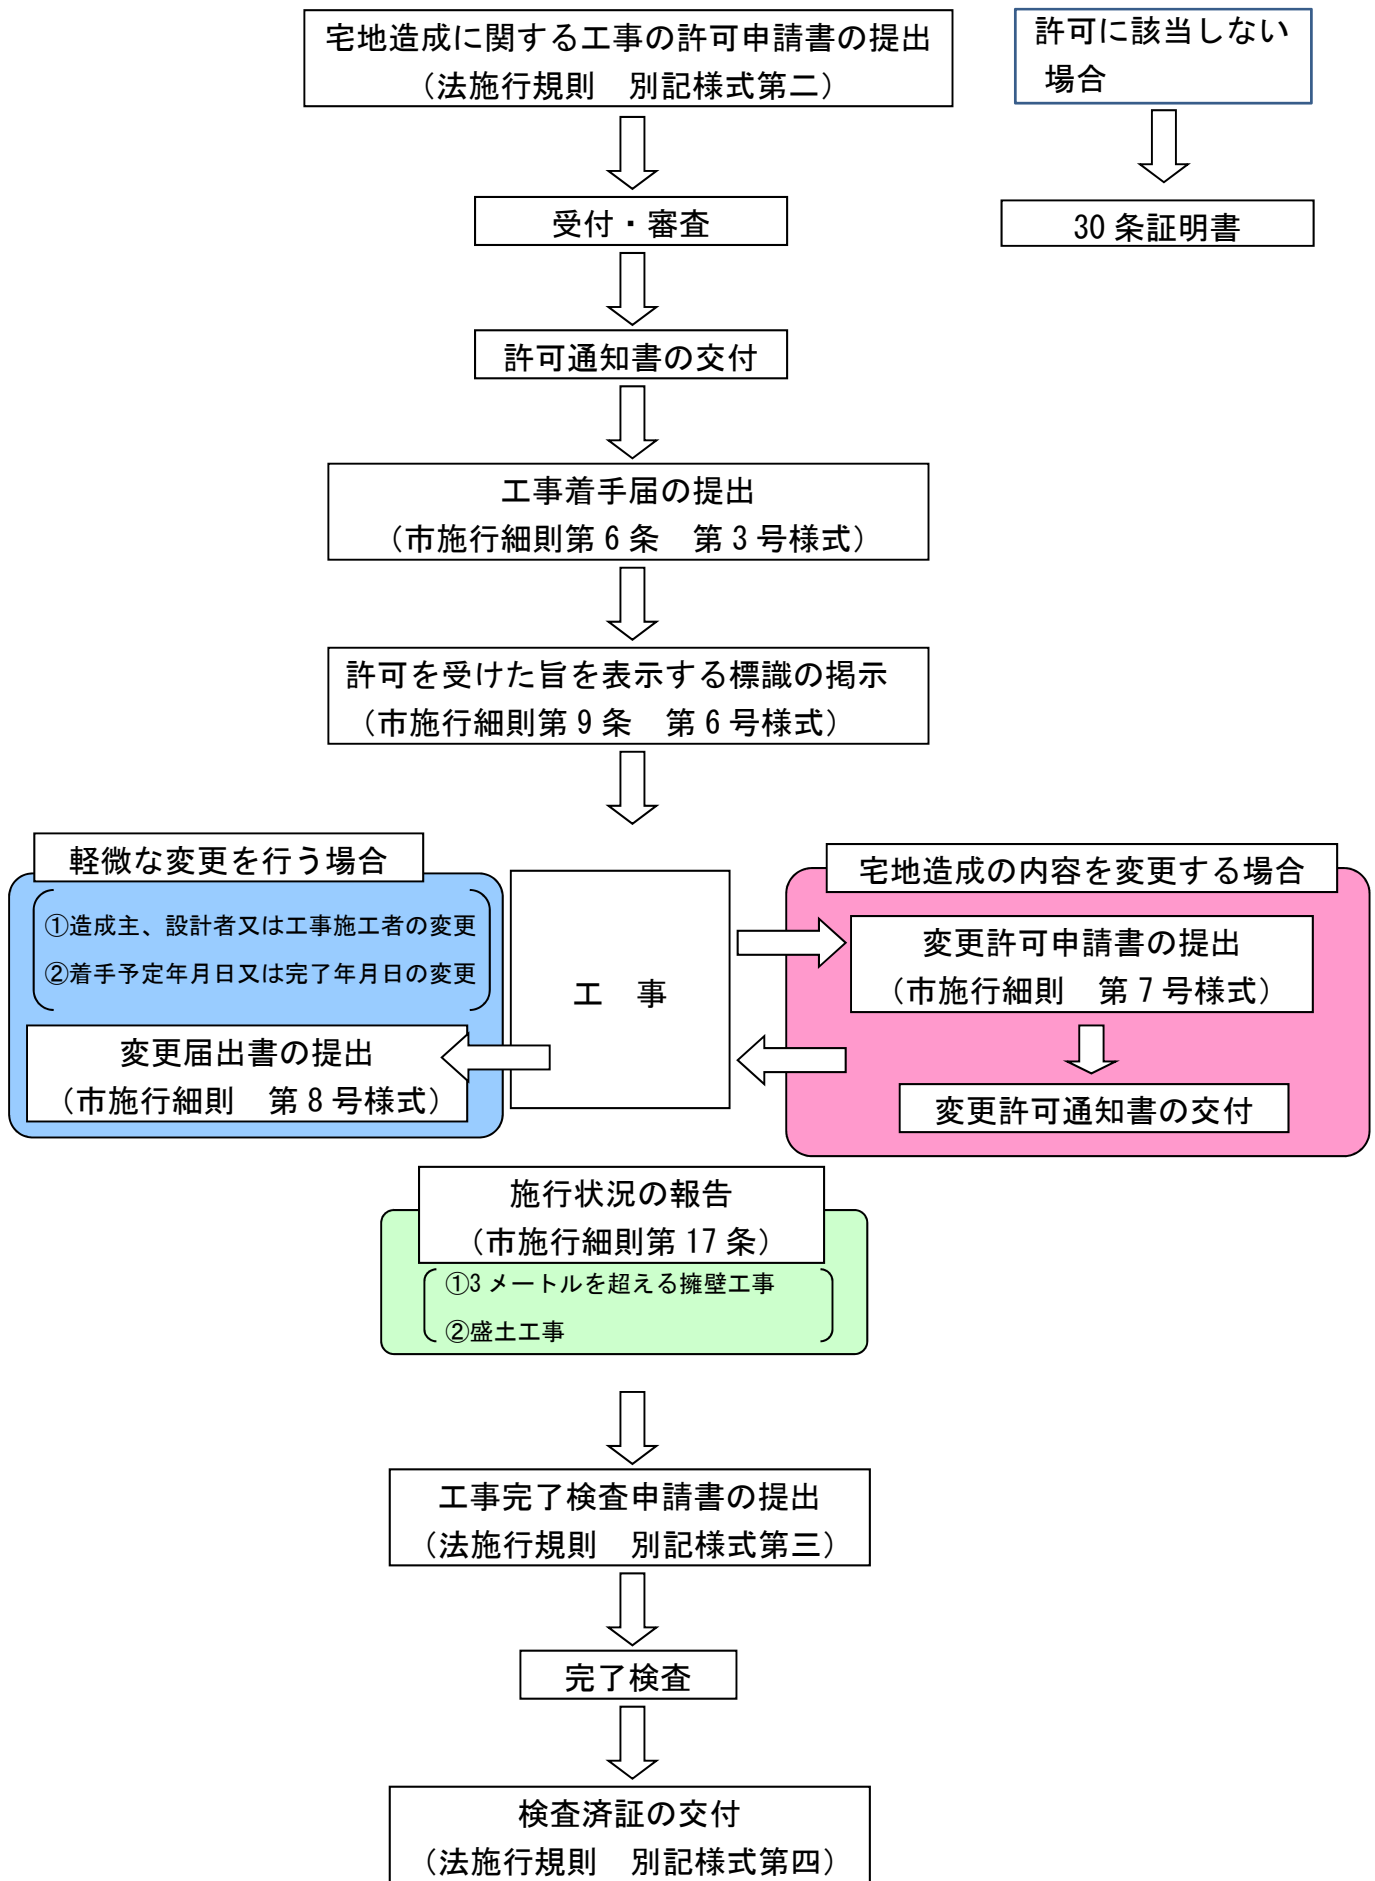 宅地造成に関する工事の許可申請書の提出
（法施行規則　別記様式第二）
許可に該当しない
場合
受付・審査
30 条証明書
許可通知書の交付
工事着手届の提出
（市施行細則第 6 条　第 3 号様式）
許可を受けた旨を表示する標識の掲示
（市施行細則第 9 条　第 6 号様式）
軽微な変更を行う場合
①造成主、設計者又は工事施工者の変更
②着手予定年月日又は完了年月日の変更
変更届出書の提出
（市施行細則　第 8 号様式）
工　事
宅地造成の内容を変更する場合
変更許可申請書の提出
（市施行細則　第 7 号様式）
変更許可通知書の交付
施行状況の報告
（市施行細則第 17 条）
①3 メートルを超える擁壁工事
②盛土工事
工事完了検査申請書の提出
（法施行規則　別記様式第三）
完了検査
検査済証の交付
（法施行規則　別記様式第四）